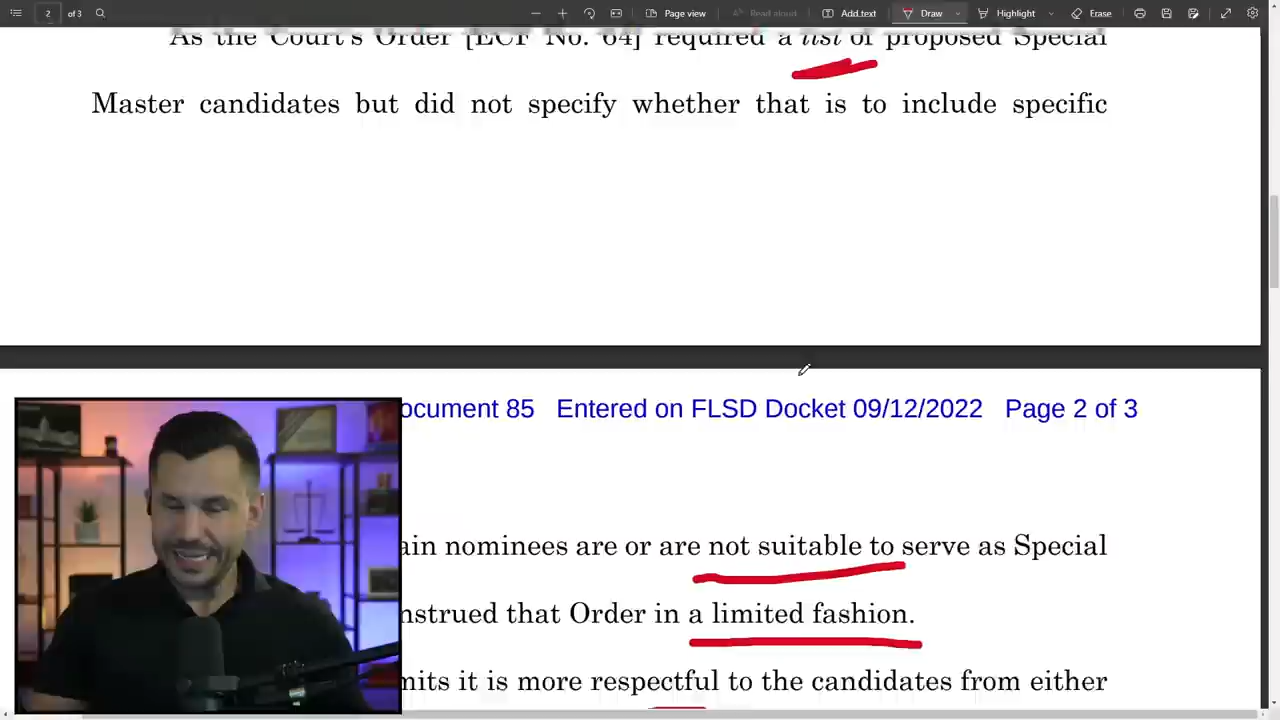 2 of 3 Page view Read aloud Add text Draw Highlight Erase
As the Court's Order [ECF No. 64] required a list of proposed Special
Master candidates but did not specify whether that is to include specific
ocument 85 Entered on FLSD Docket 09/12/2022 Page 2 of 3
ain nominees are or are not suitable to serve as Special
nstrued that Order in a limited fashion.
mits it is more respectful to the candidates from either